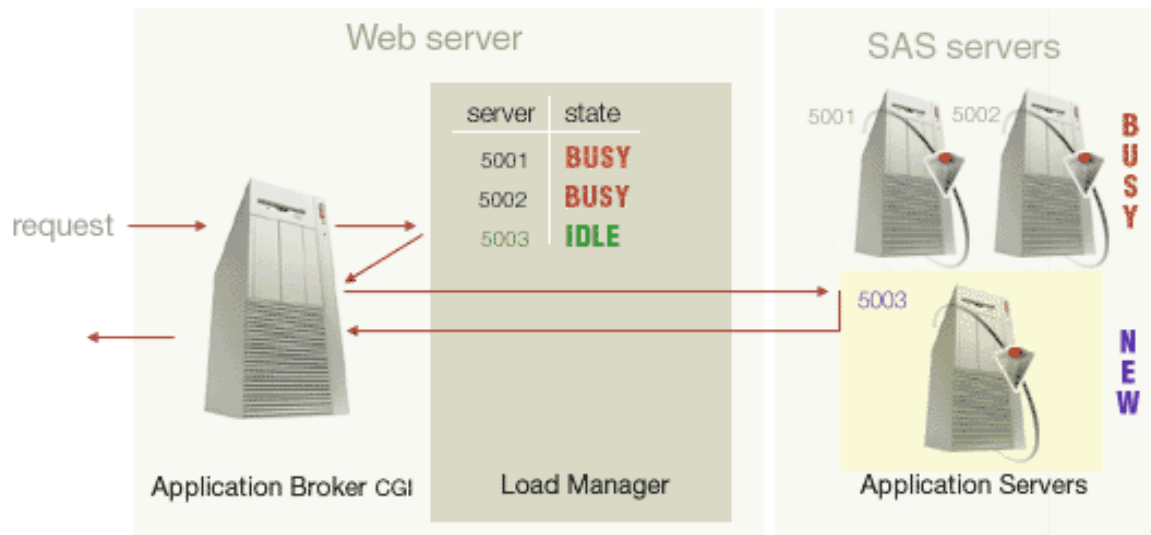 Web server
SAS servers
server state
5001 BUSY
5002 BUSY
5003 IDLE
request
5001
5002
BUSY
5003
NEW
Application Broker CGI
Load Manager
Application Servers